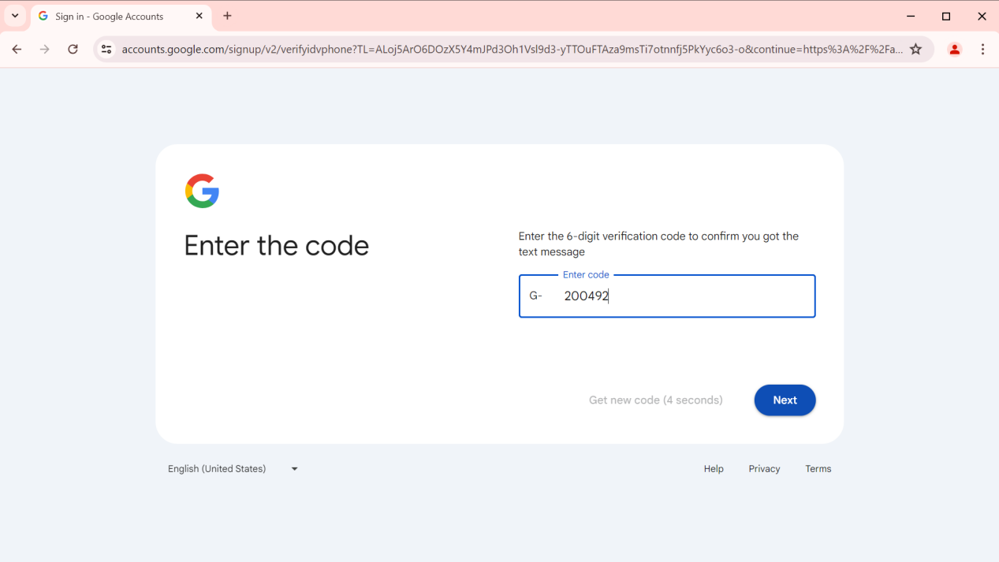 Sign in - Google Accounts
accounts.google.com/signup/v2/verifyidvphone?TL=ALoj5ArO6DOzX5Y4mJPd3Oh1Vsl9d3-yTTOuFTAza9msTi7otnnfj5PkYyc6o3-o&continue=https%3A%2F%2Fa...
Enter the code
Enter the 6-digit verification code to confirm you got the
text message
Enter code
G- 200492
Get new code (4 seconds)
Next
English (United States)
Help
Privacy
Terms